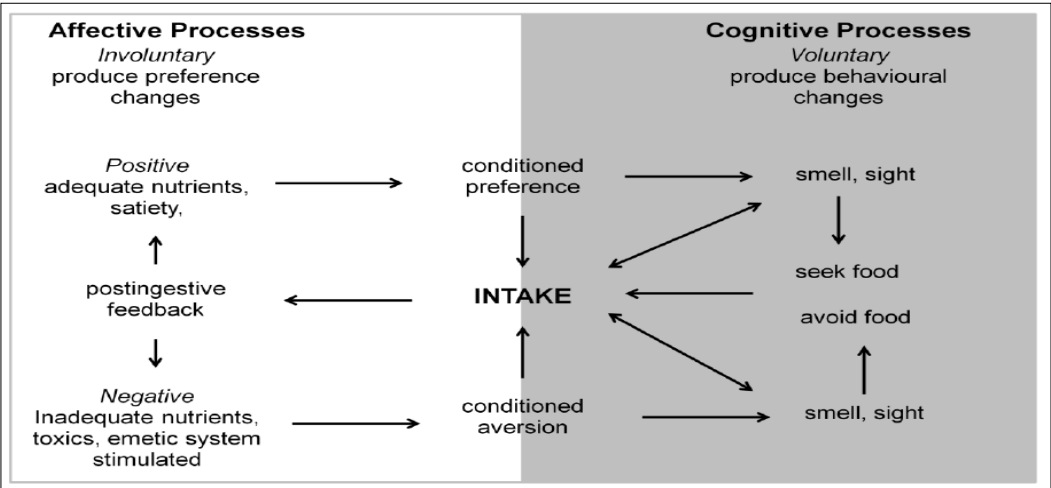 Affective Processes
Involuntary
produce preference
changes
Cognitive Processes
Voluntary
produce behavioural
changes
Positive
adequate nutrients,
satiety,
conditioned
preference
smell, sight
postingestive
feedback
INTAKE
seek food
avoid food
Negative
Inadequate nutrients,
toxics, emetic system
stimulated
conditioned
aversion
smell, sight